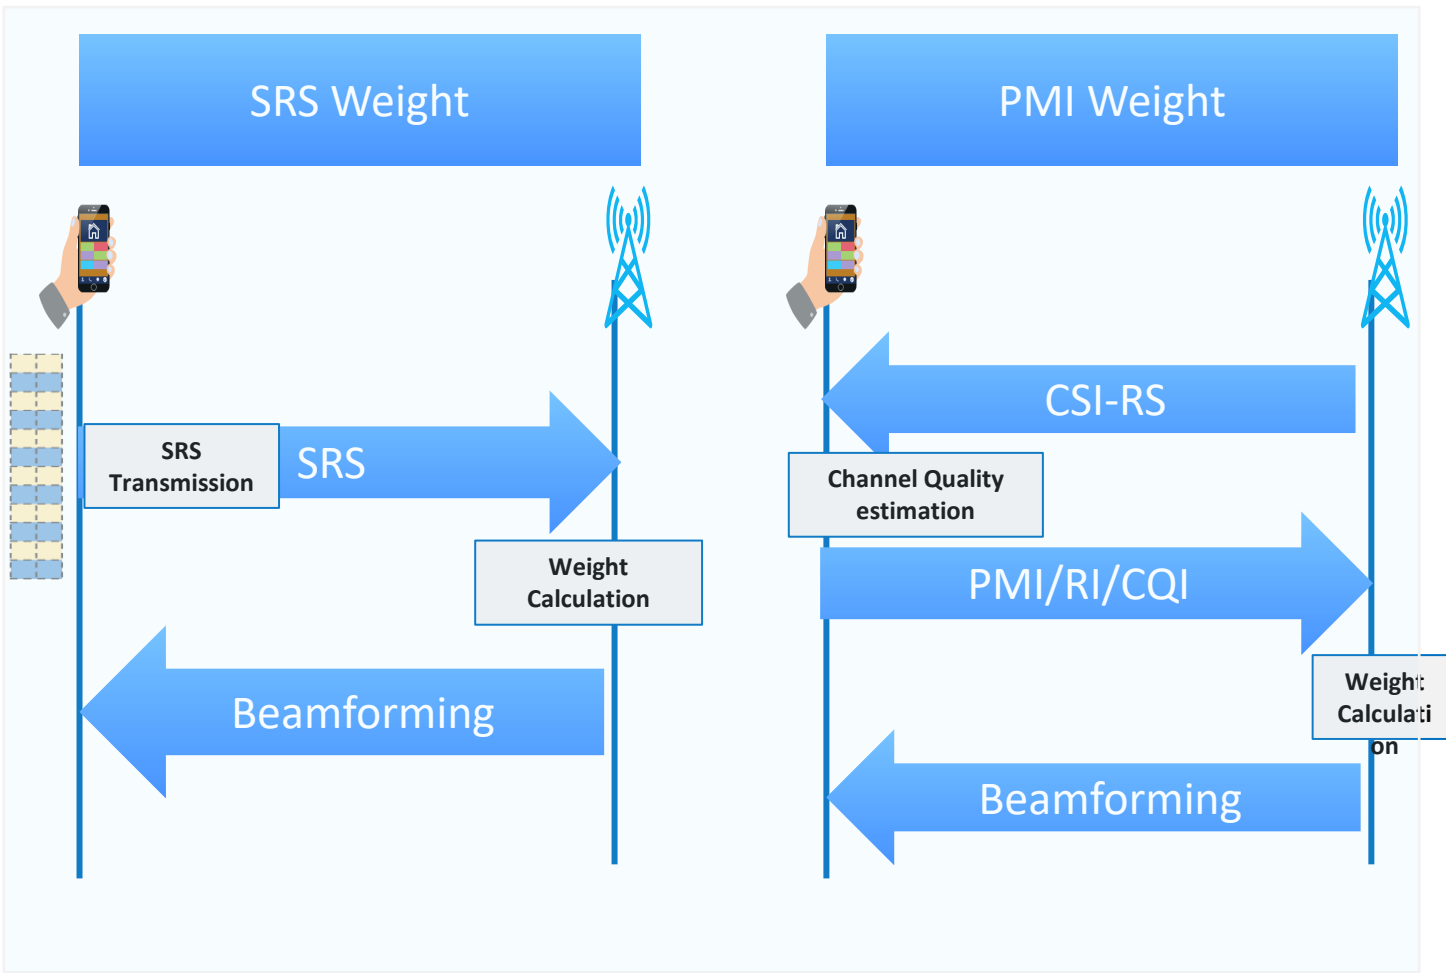 SRS Weight
SRS
Transmission
SRS
Weight
Calculation
Beamforming
PMI Weight
CSI-RS
Channel Quality
estimation
PMI/RI/CQI
Weight
Calculati
on
Beamforming